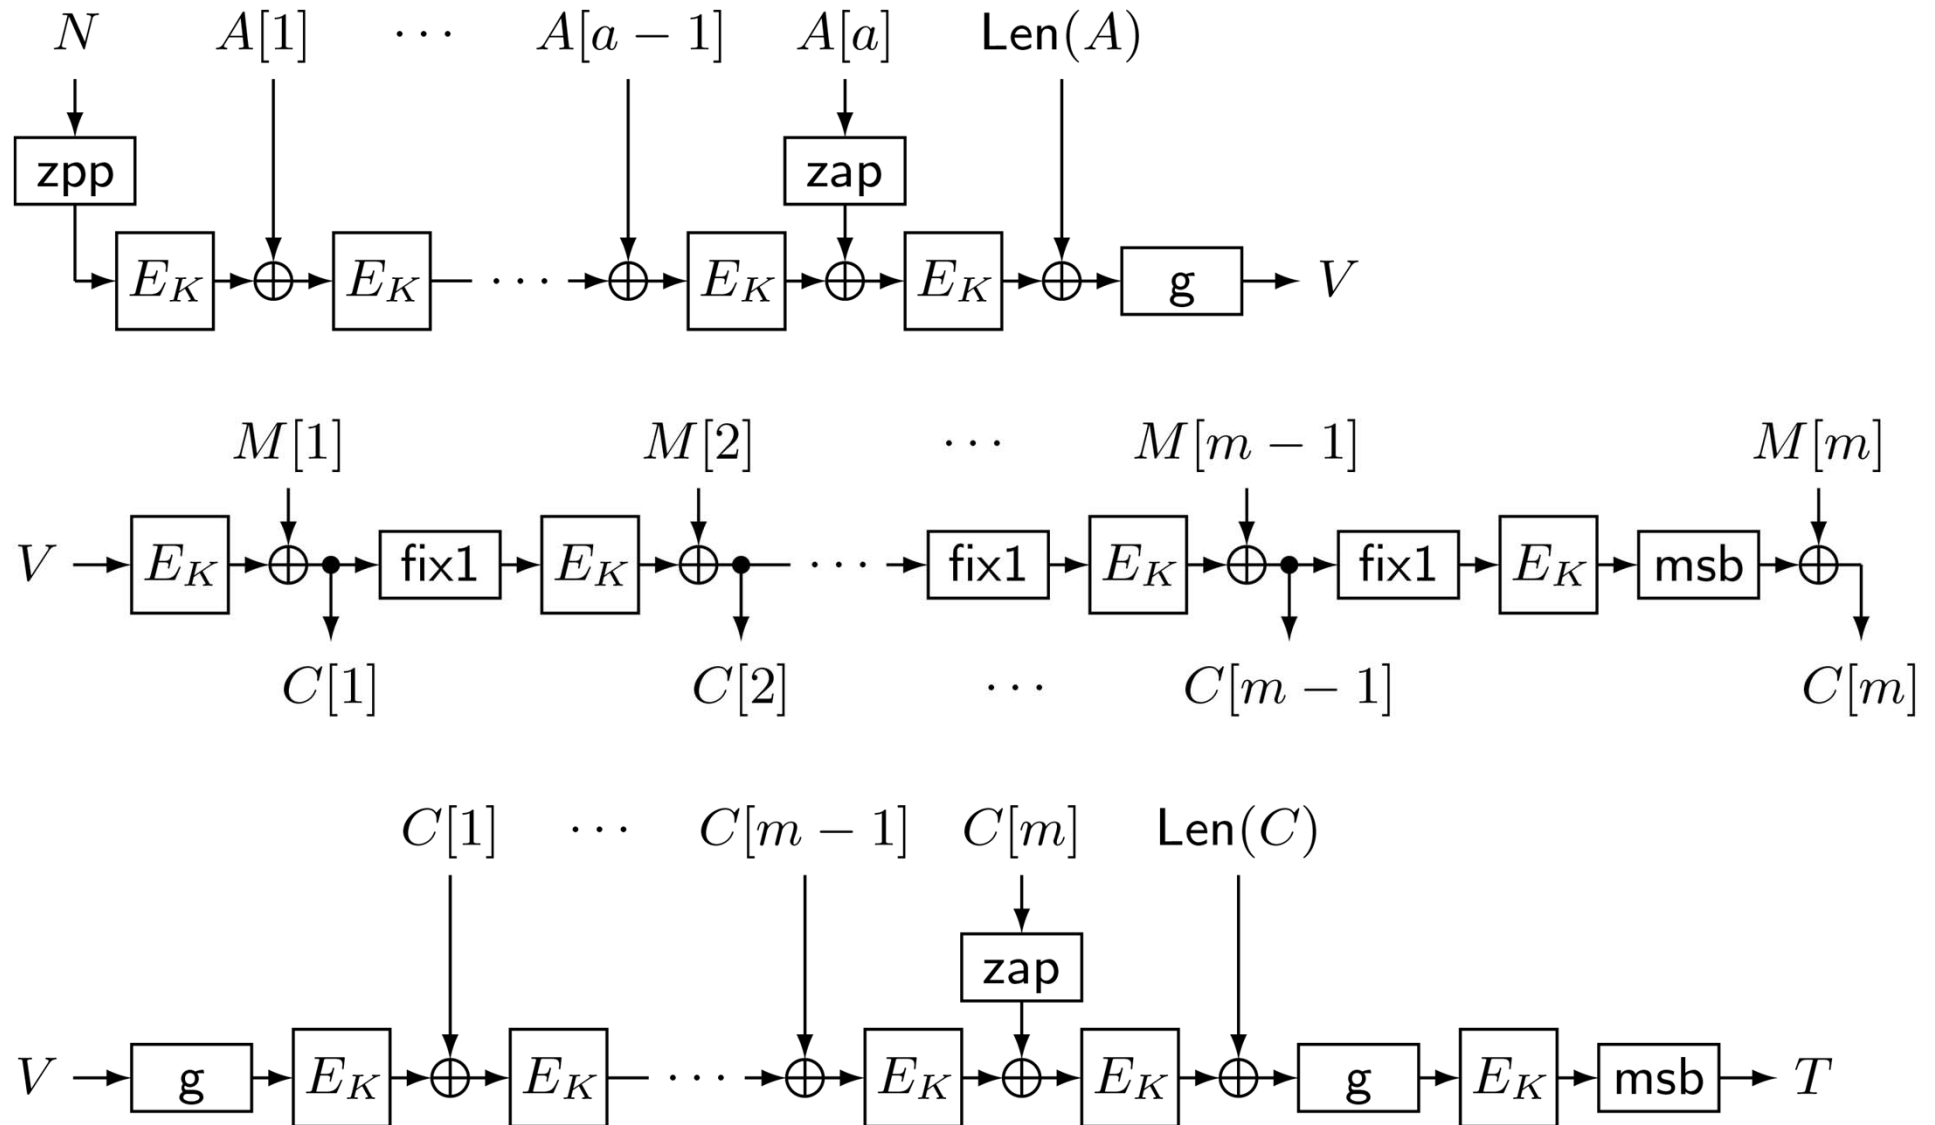 N A[1] ··· A[a − 1] A[a] Len(A)
zpp zap
E_K E_K ··· E_K E_K g V
M[1] M[2] ··· M[m − 1] M[m]
V E_K fix1 E_K ··· fix1 E_K fix1 E_K msb
C[1] C[2] ··· C[m − 1] C[m]
C[1] ··· C[m − 1] C[m] Len(C)
zap
V g E_K E_K ··· E_K E_K g E_K msb T